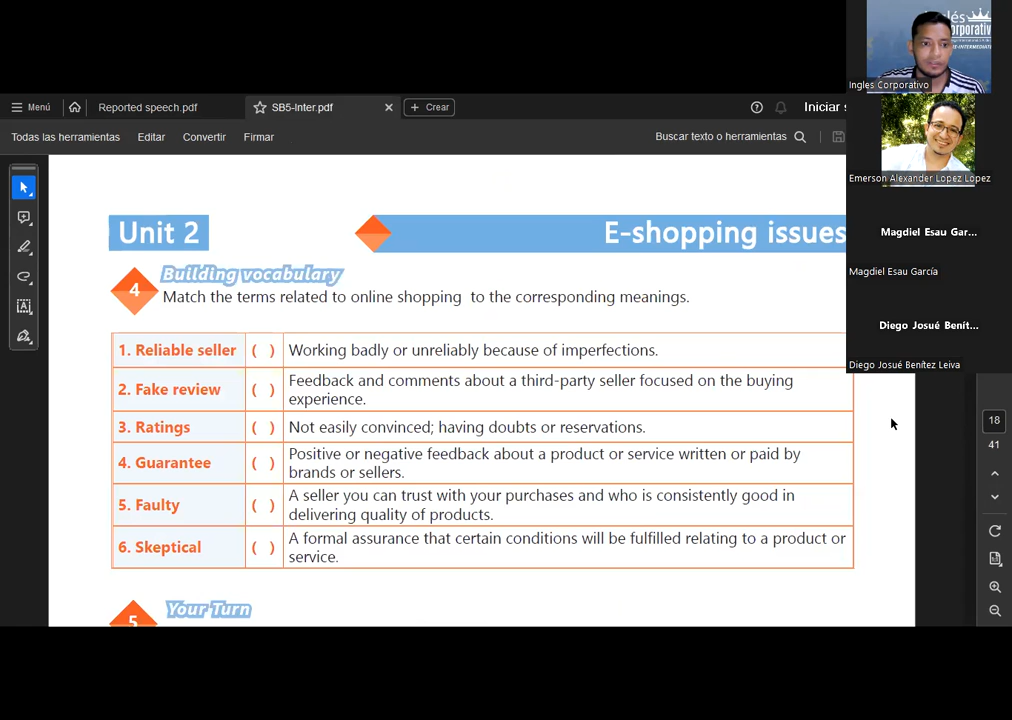 Inglés
Corporativo
RE-INTERMEDIATE
Ingles Corporativo
Menú
Reported speech.pdf
SB5-Inter.pdf
Crear
Iniciar s
Todas las herramientas
Editar
Convertir
Firmar
Buscar texto o herramientas
Emerson Alexander Lopez Lopez
Magdiel Esau Gar...
Magdiel Esau García
Diego Josué Benít...
Diego Josué Benítez Leiva
Unit 2
E-shopping issues
4
Building vocabulary
Match the terms related to online shopping to the corresponding meanings.
1. Reliable seller ( ) Working badly or unreliably because of imperfections.
2. Fake review ( ) Feedback and comments about a third-party seller focused on the buying
experience.
3. Ratings ( ) Not easily convinced; having doubts or reservations.
4. Guarantee ( ) Positive or negative feedback about a product or service written or paid by
brands or sellers.
5. Faulty ( ) A seller you can trust with your purchases and who is consistently good in
delivering quality of products.
6. Skeptical ( ) A formal assurance that certain conditions will be fulfilled relating to a product or
service.
5
Your Turn
18
41